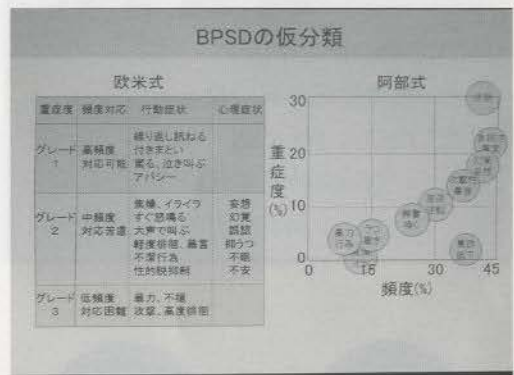 BPSDの仮分類
欧米式
重症度 頻度対応 行動症状 心理症状
グレード1 高頻度 対応可能
繰り返し訊ねる
付きまとい
罵る、泣き叫ぶ
アパシー
グレード2 中頻度 対応苦慮
焦燥、イライラ
すぐ怒鳴る
大声で叫ぶ
軽度徘徊、暴言
不潔行為
性的脱抑制
妄想
幻覚
誤認
抑うつ
不眠
不安
グレード3 低頻度 対応困難
暴力、不穏
攻撃、高度徘徊
阿部式
重症度(%)
30
20
10
0
暴力
行為
0 15 30 45
頻度(%)